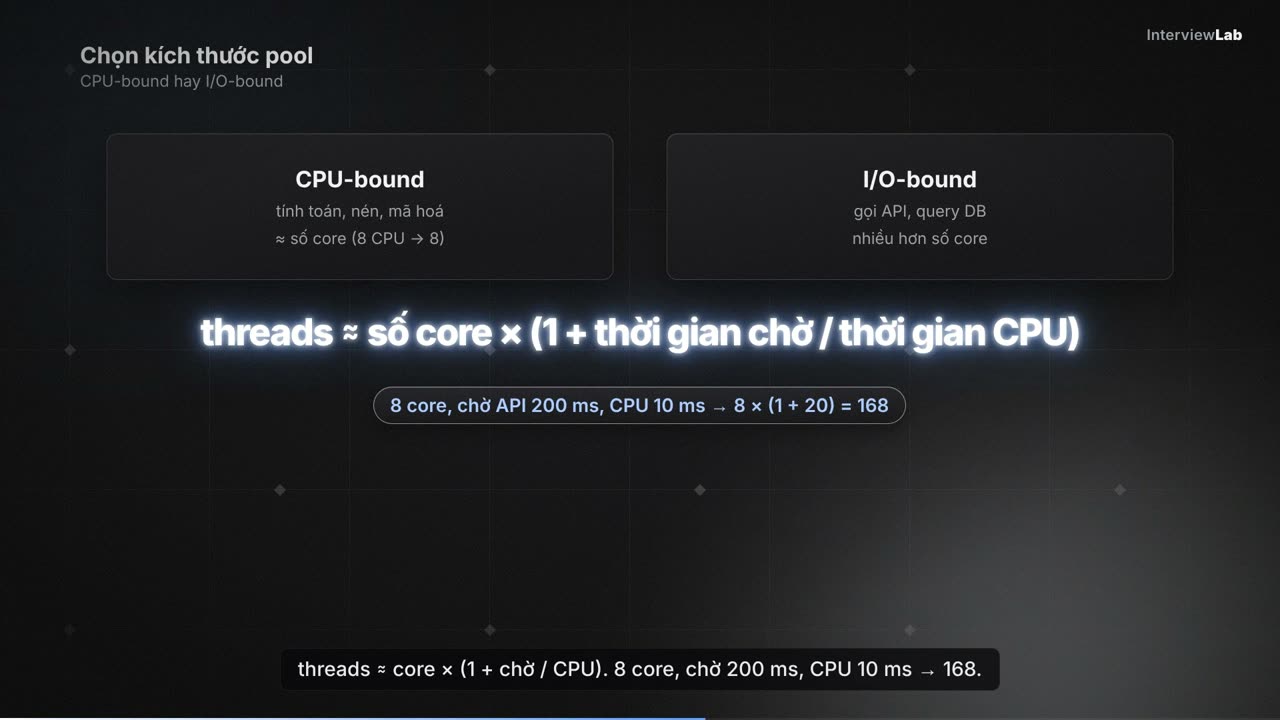 Chọn kích thước pool
CPU-bound hay I/O-bound
InterviewLab
CPU-bound
tính toán, nén, mã hoá
≈ số core (8 CPU → 8)
I/O-bound
gọi API, query DB
nhiều hơn số core
threads ≈ số core × (1 + thời gian chờ / thời gian CPU)
8 core, chờ API 200 ms, CPU 10 ms → 8 × (1 + 20) = 168
threads ≈ core × (1 + chờ / CPU). 8 core, chờ 200 ms, CPU 10 ms → 168.